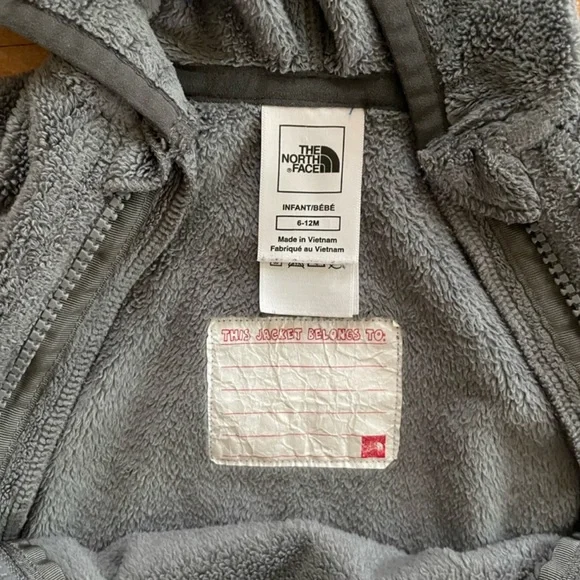 THE
NORTH
FACE
INFANT/BÉBÉ
6-12M
Made in Vietnam
Fabriqué au Vietnam
THIS JACKET BELONGS TO: